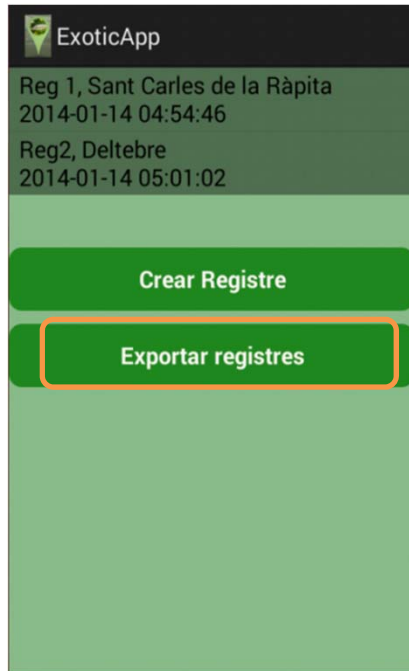 ExoticApp
Reg 1, Sant Carles de la Ràpita
2014-01-14 04:54:46
Reg2, Deltebre
2014-01-14 05:01:02
Crear Registre
Exportar registres